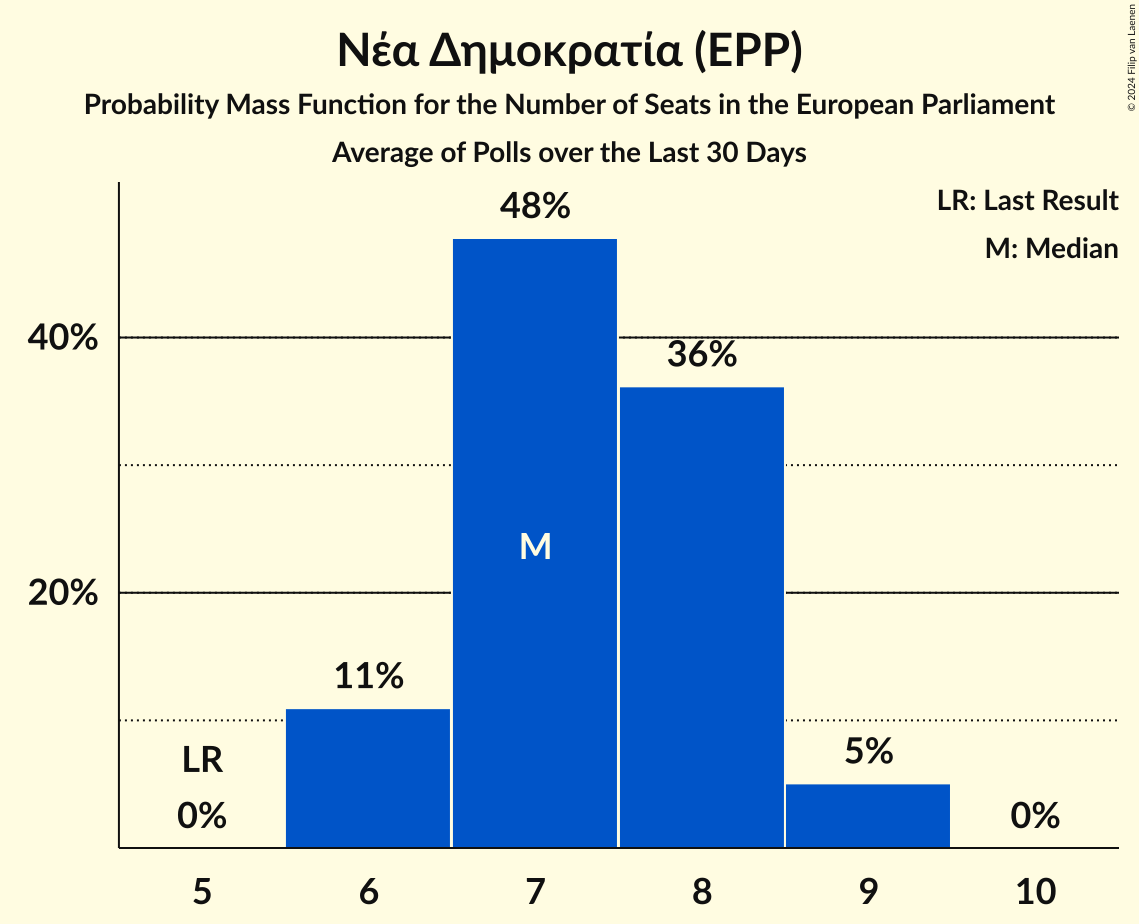 Νέα Δημοκρατία (EPP)
Probability Mass Function for the Number of Seats in the European Parliament
Average of Polls over the Last 30 Days
© 2024 Filip van Laenen
LR: Last Result
M: Median
48%
40%
36%
M
20%
11%
5%
LR
0%
0%
5 6 7 8 9 10